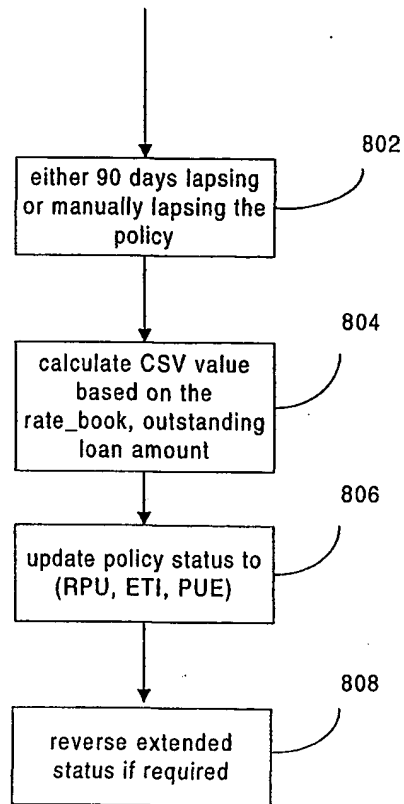 802
either 90 days lapsing
or manually lapsing the
policy
804
calculate CSV value
based on the
rate_book, outstanding
loan amount
806
update policy status to
(RPU, ETI, PUE)
808
reverse extended
status if required